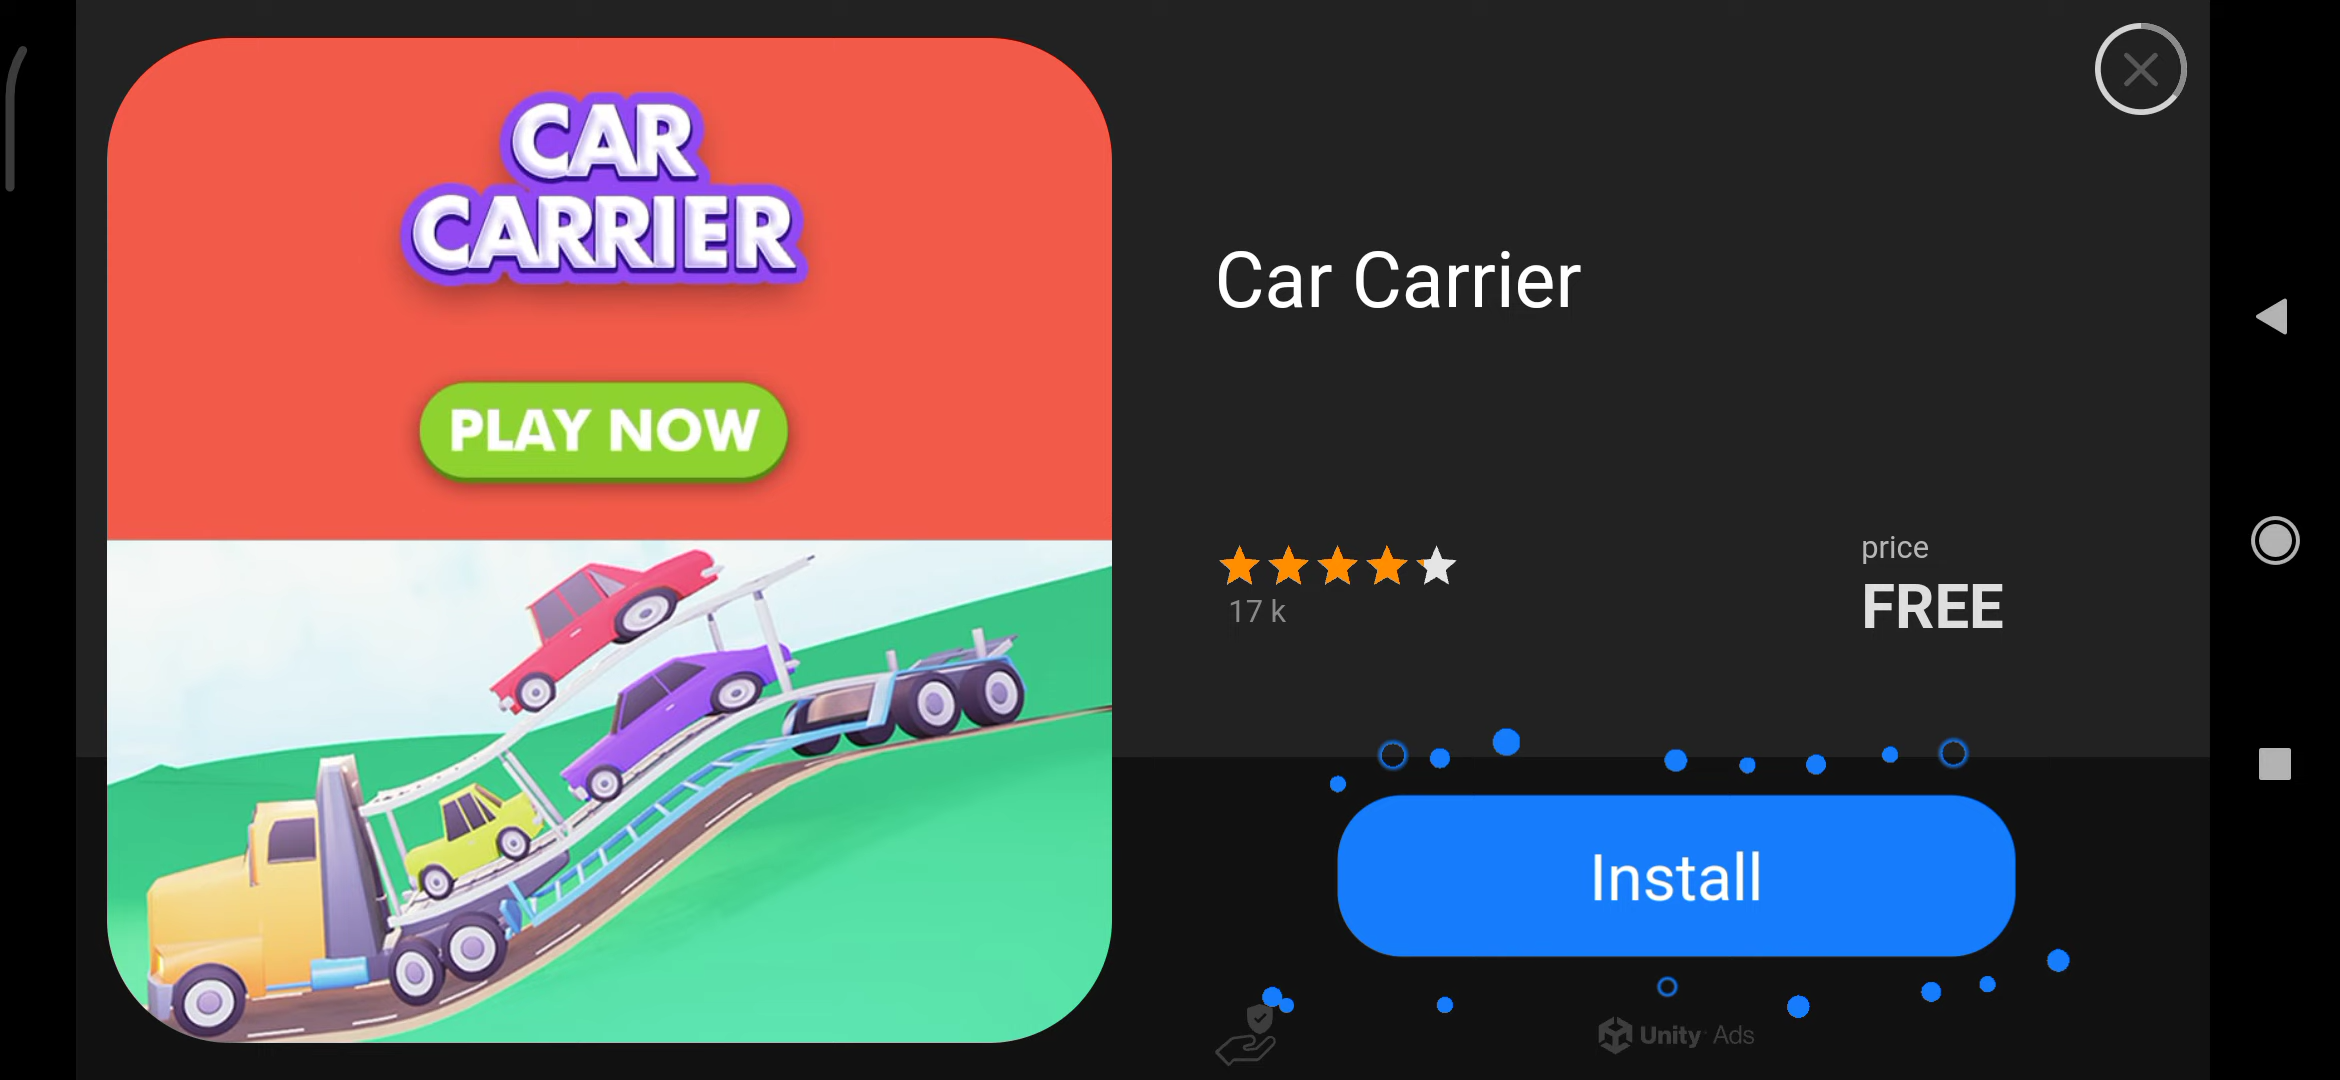 CAR
CARRIER
PLAY NOW
Car Carrier
17 k
price
FREE
Install
Unity Ads